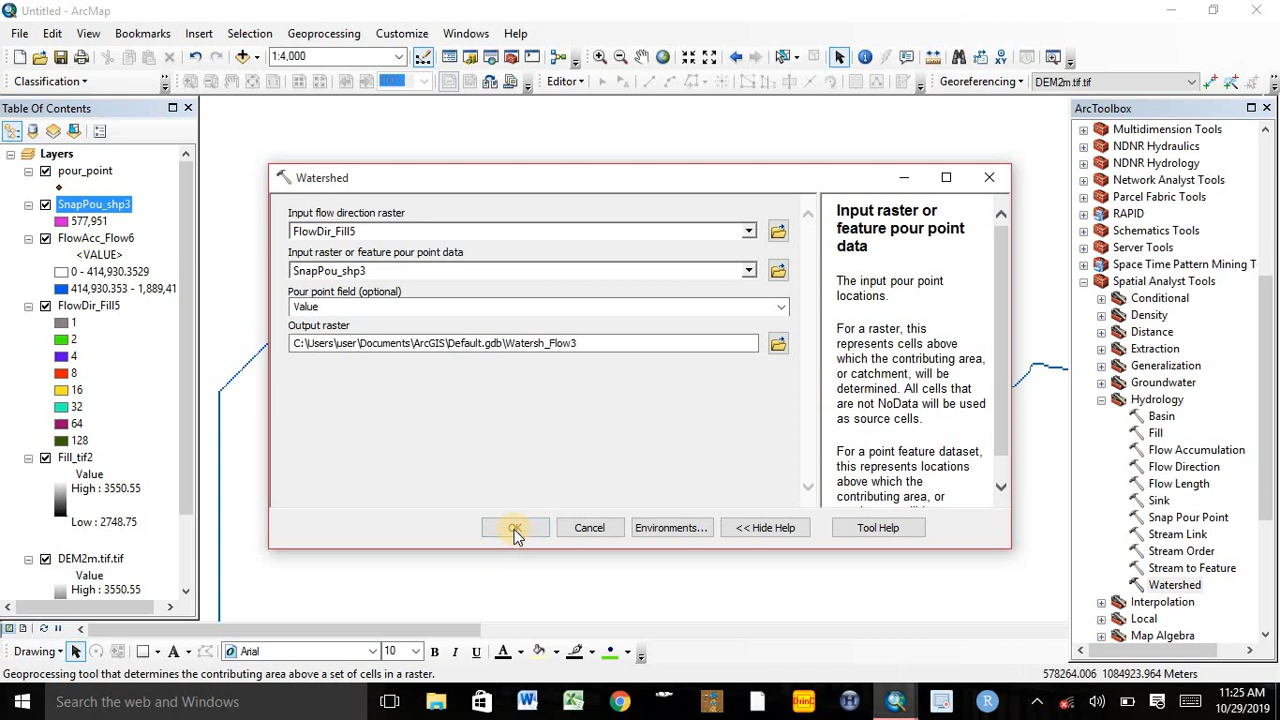 Untitled - ArcMap
File Edit View Bookmarks Insert Selection Geoprocessing Customize Windows Help
1:4,000
Classification Editor Georeferencing DEM2m.tif.tif
Table Of Contents
Layers
pour_point
SnapPou_shp3
577,951
FlowAcc_Flow6
<VALUE>
0 - 414,930.3529
414,930.353 - 1,889,41
FlowDir_Fill5
1
2
4
8
16
32
64
128
Fill_tif2
Value
High : 3550.55
Low : 2748.75
DEM2m.tif.tif
Value
High : 3550.55
Watershed
Input flow direction raster
FlowDir_Fill5
Input raster or feature pour point data
SnapPou_shp3
Pour point field (optional)
Value
Output raster
C:\Users\user\Documents\ArcGIS\Default.gdb\Watersh_Flow3
Input raster or
feature pour point
data
The input pour point
locations.
For a raster, this
represents cells above
which the contributing area,
or catchment, will be
determined. All cells that
are not NoData will be used
as source cells.
For a point feature dataset,
this represents locations
above which the
contributing area, or
OK Cancel Environments... << Hide Help Tool Help
ArcToolbox
Multidimension Tools
NDNR Hydraulics
NDNR Hydrology
Network Analyst Tools
Parcel Fabric Tools
RAPID
Schematics Tools
Server Tools
Space Time Pattern Mining T
Spatial Analyst Tools
Conditional
Density
Distance
Extraction
Generalization
Groundwater
Hydrology
Basin
Fill
Flow Accumulation
Flow Direction
Flow Length
Sink
Snap Pour Point
Stream Link
Stream Order
Stream to Feature
Watershed
Interpolation
Local
Map Algebra
Drawing A Arial 10 B I U A
Geoprocessing tool that determines the contributing area above a set of cells in a raster. 578264.006 1084923.964 Meters
Search the web and Windows
11:25 AM
10/29/2019